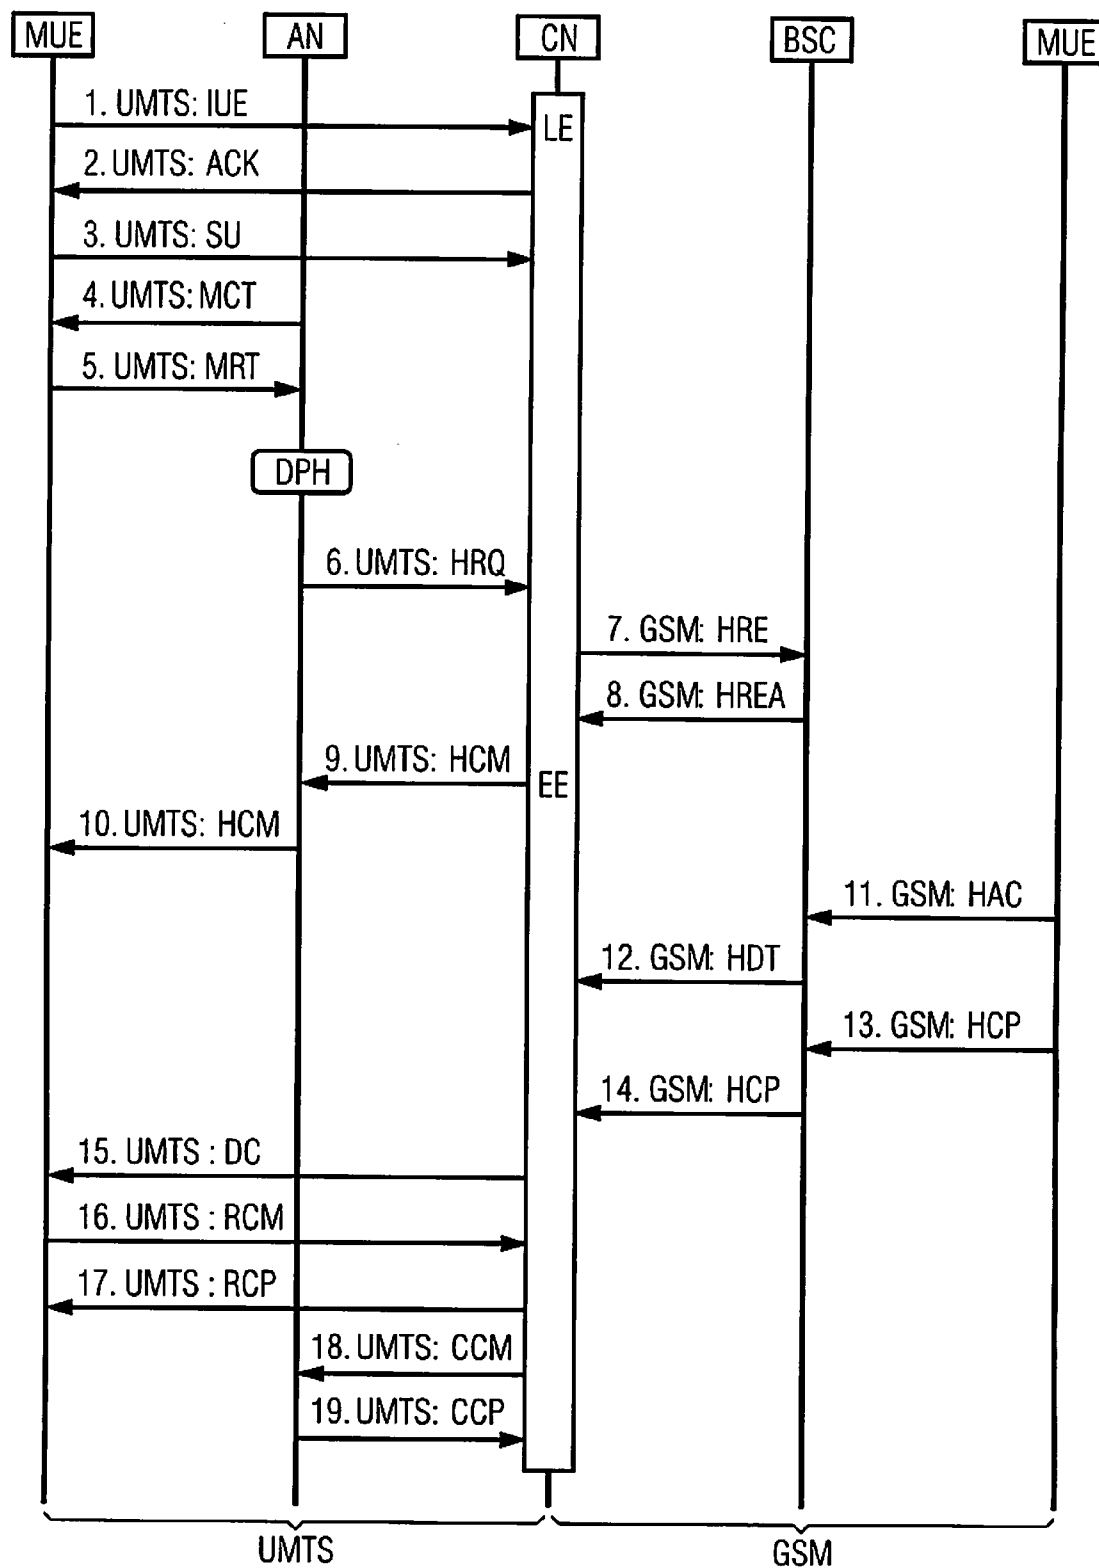 MUE AN CN BSC MUE
1. UMTS: IUE
LE
2. UMTS: ACK
3. UMTS: SU
4. UMTS: MCT
5. UMTS: MRT
DPH
6. UMTS: HRQ
7. GSM: HRE
8. GSM: HREA
9. UMTS: HCM
EE
10. UMTS: HCM
11. GSM: HAC
12. GSM: HDT
13. GSM: HCP
14. GSM: HCP
15. UMTS : DC
16. UMTS : RCM
17. UMTS : RCP
18. UMTS: CCM
19. UMTS: CCP
UMTS GSM